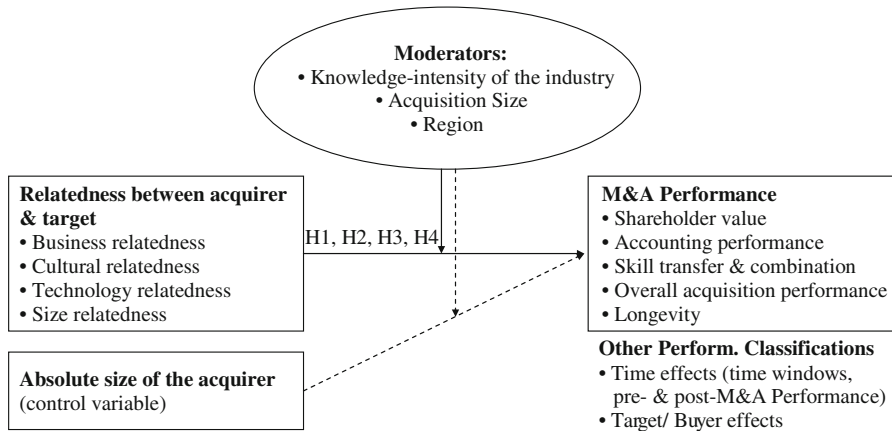 Moderators:
• Knowledge-intensity of the industry
• Acquisition Size
• Region
Relatedness between acquirer
& target
• Business relatedness
• Cultural relatedness
• Technology relatedness
• Size relatedness
H1, H2, H3, H4
M&A Performance
• Shareholder value
• Accounting performance
• Skill transfer & combination
• Overall acquisition performance
• Longevity
Absolute size of the acquirer
(control variable)
Other Perform. Classifications
• Time effects (time windows,
pre- & post-M&A Performance)
• Target/ Buyer effects